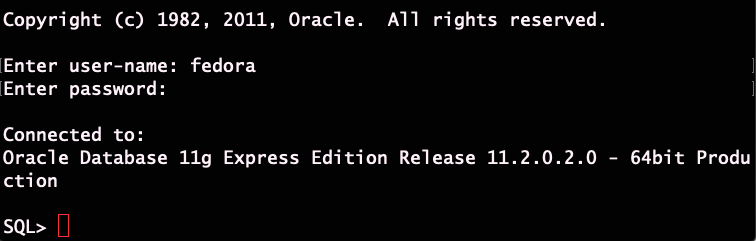 Copyright (c) 1982, 2011, Oracle.  All rights reserved.
Enter user-name: fedora
Enter password:
Connected to:
Oracle Database 11g Express Edition Release 11.2.0.2.0 - 64bit Produ
ction
SQL>